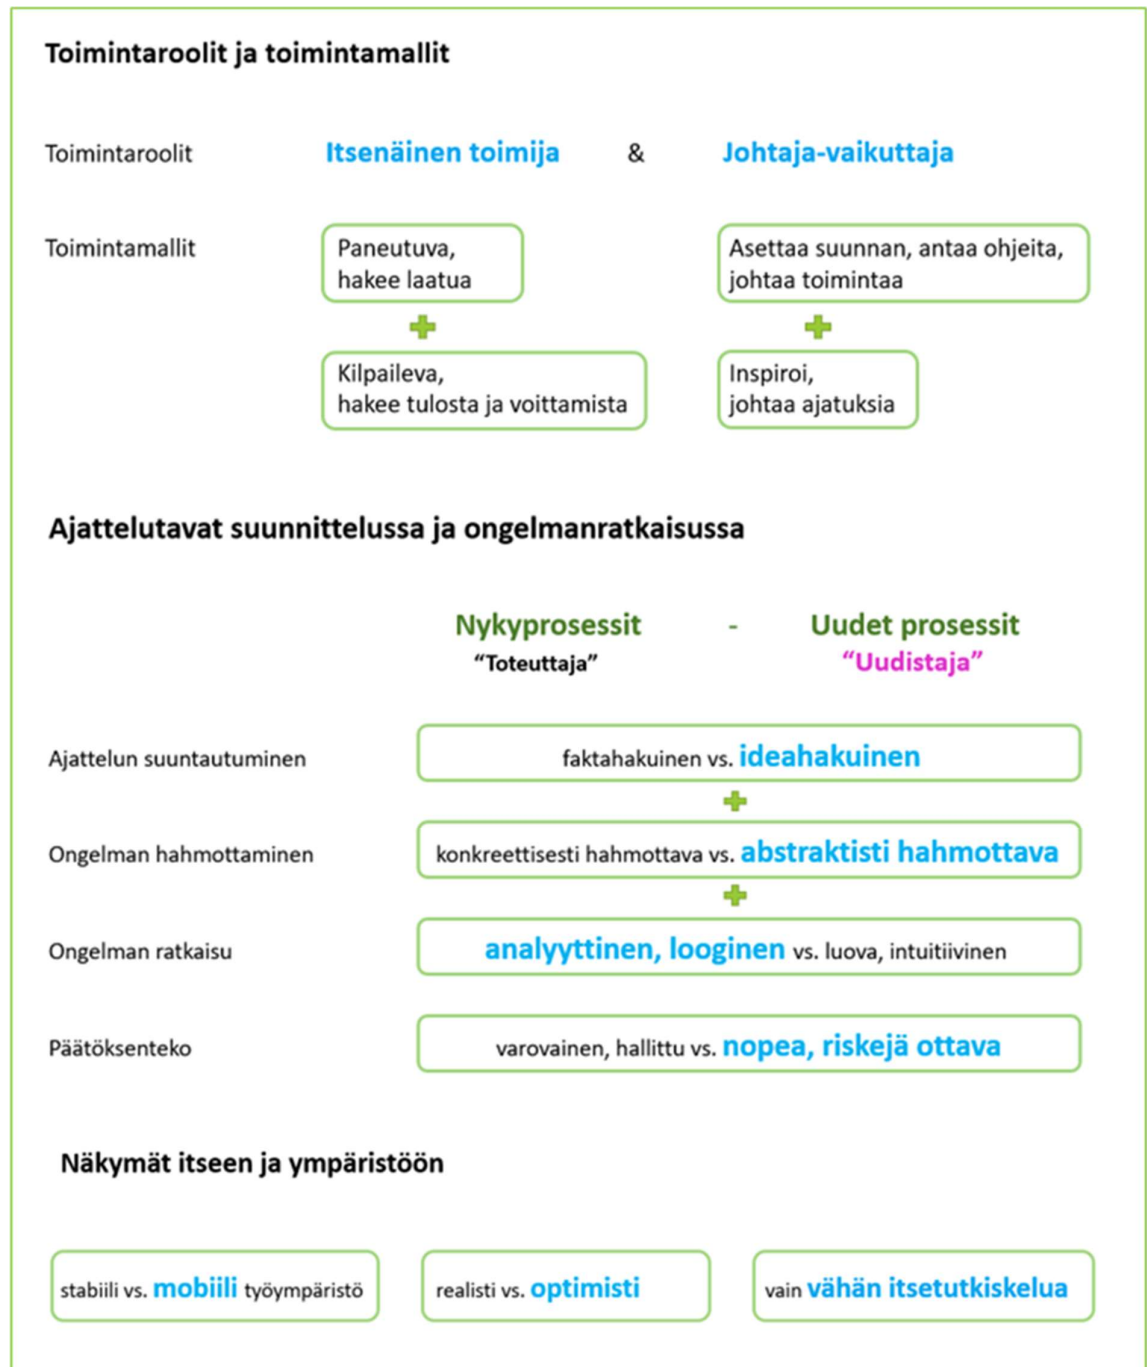 Toimintaroolit ja toimintamallit
Toimintaroolit Itsenäinen toimija & Johtaja-vaikuttaja
Toimintamallit
Paneutuva,
hakee laatua
Kilpaileva,
hakee tulosta ja voittamista
Asettaa suunnan, antaa ohjeita,
johtaa toimintaa
Inspiroi,
johtaa ajatuksia
Ajattelutavat suunnittelussa ja ongelmanratkaisussa
Nykyprosessit - Uudet prosessit
“Toteuttaja” “Uudistaja”
Ajattelun suuntautuminen faktahakuinen vs. ideahakuinen
Ongelman hahmottaminen konkreettisesti hahmottava vs. abstraktisti hahmottava
Ongelman ratkaisu analyyttinen, looginen vs. luova, intuitiivinen
Päätöksenteko varovainen, hallittu vs. nopea, riskejä ottava
Näkymät itseen ja ympäristöön
stabiili vs. mobiili työympäristö
realisti vs. optimisti
vain vähän itsetutkiskelua